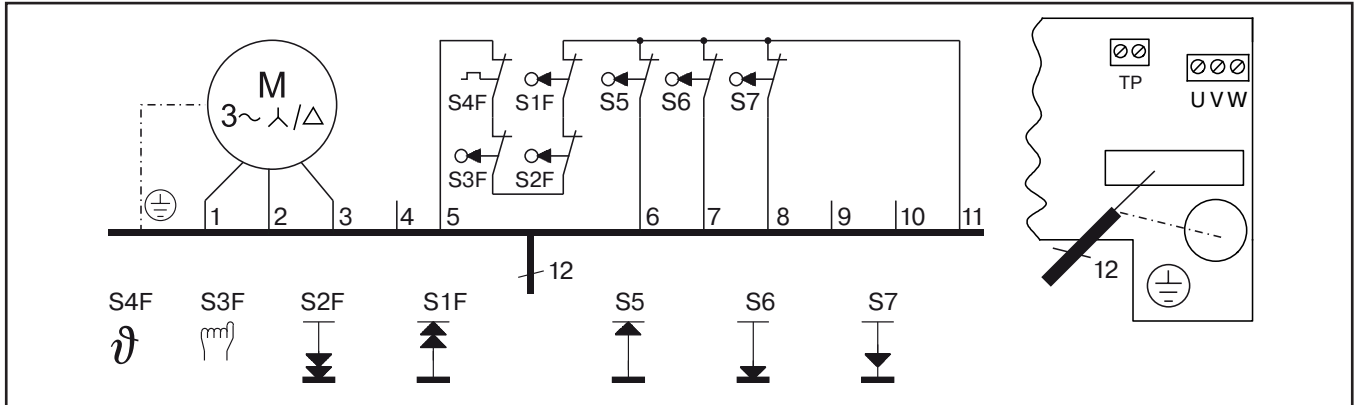 M
3~ ⅄/△
S4F S1F S5 S6 S7
S3F S2F
1 2 3 4 5 6 7 8 9 10 11
12
S4F S3F S2F S1F S5 S6 S7
ϑ
TP
U V W
12